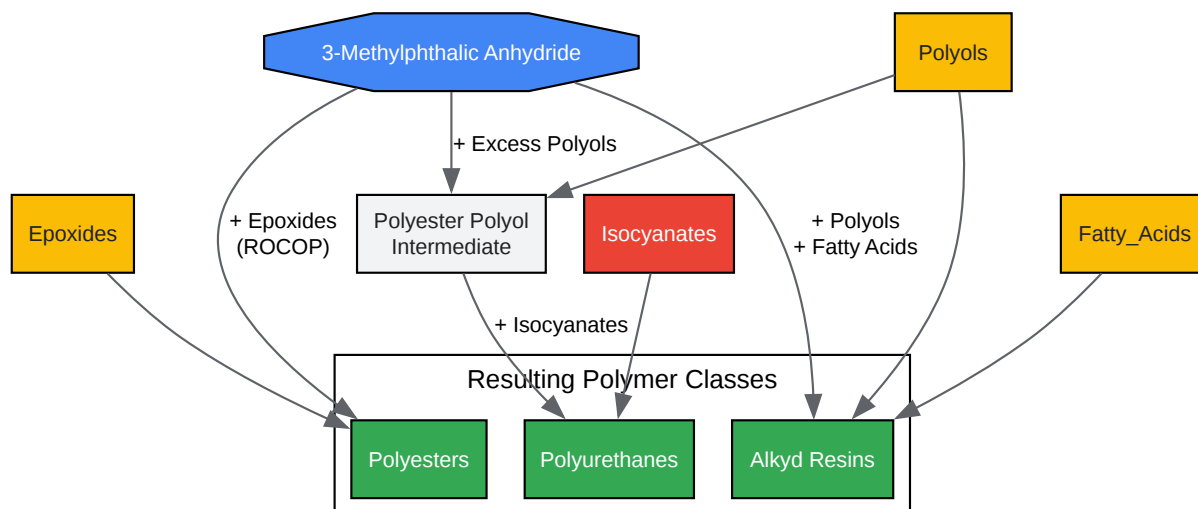 3-Methylphthalic Anhydride
Polyols
+ Excess Polyols
Epoxides
+ Epoxides
(ROCOP)
Polyester Polyol
Intermediate
Isocyanates
+ Polyols
+ Fatty Acids
Fatty_Acids
+ Isocyanates
Resulting Polymer Classes
Polyesters
Polyurethanes
Alkyd Resins